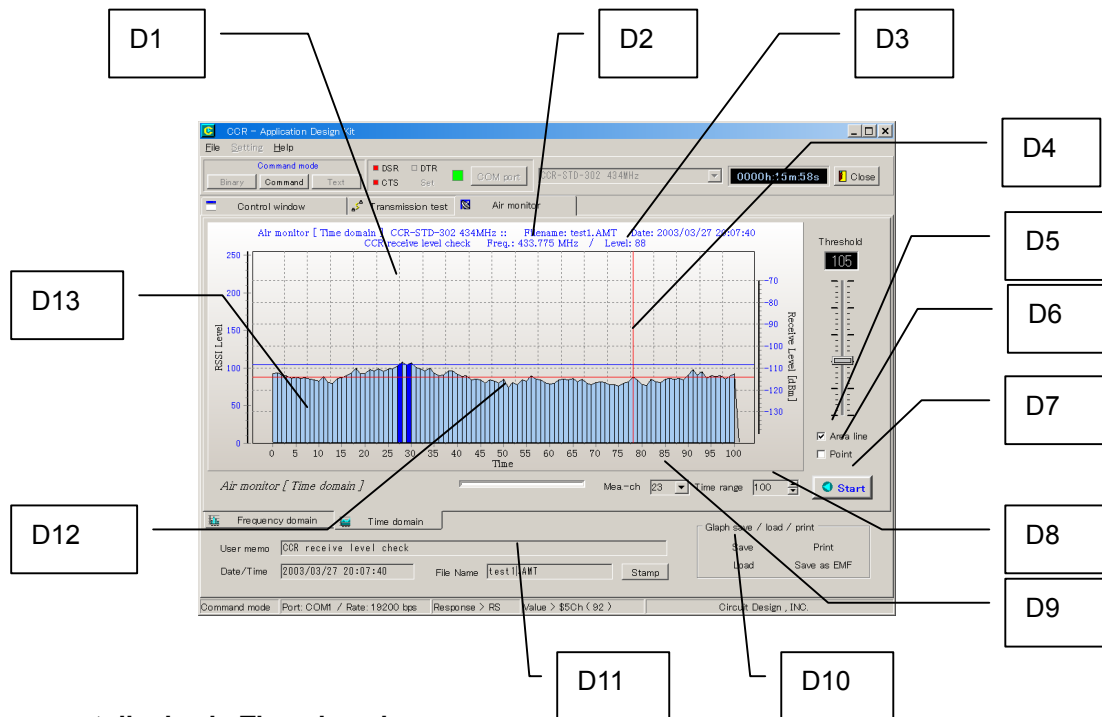 D1
D2
D3
D4
D5
D6
D7
D8
D9
D10
D11
D12
D13
CCR - Application Design Kit
File Setting Help
Command mode
Binary Command Text
DSR DTR
CTS Set
COM port
CCR-STD-302 434MHz
0000h:15m:58s
Close
Control window
Transmission test
Air monitor
Air monitor [ Time domain ] CCR-STD-302 434MHz :: Filename: test1.AMT Date: 2003/03/27 20:07:40
CCR receive level check Freq.: 433.775 MHz / Level: 88
Threshold
105
250
200
150
100
50
0
RSSI Level
-70
-80
-90
-100
-110
-120
-130
Receive Level [dBm]
0 5 10 15 20 25 30 35 40 45 50 55 60 65 70 75 80 85 90 95 100
Time
Area line
Point
Air monitor [ Time domain ]
Mea.-ch 23 Time range 100
Start
Frequency domain
Time domain
User memo CCR receive level check
Date/Time 2003/03/27 20:07:40 File Name test1.AMT Stamp
Glaph save / load / print
Save Print
Load Save as EMF
Command mode Port: COM1 / Rate: 19200 bps Response > RS Value > $5Ch ( 92 ) Circuit Design , INC.